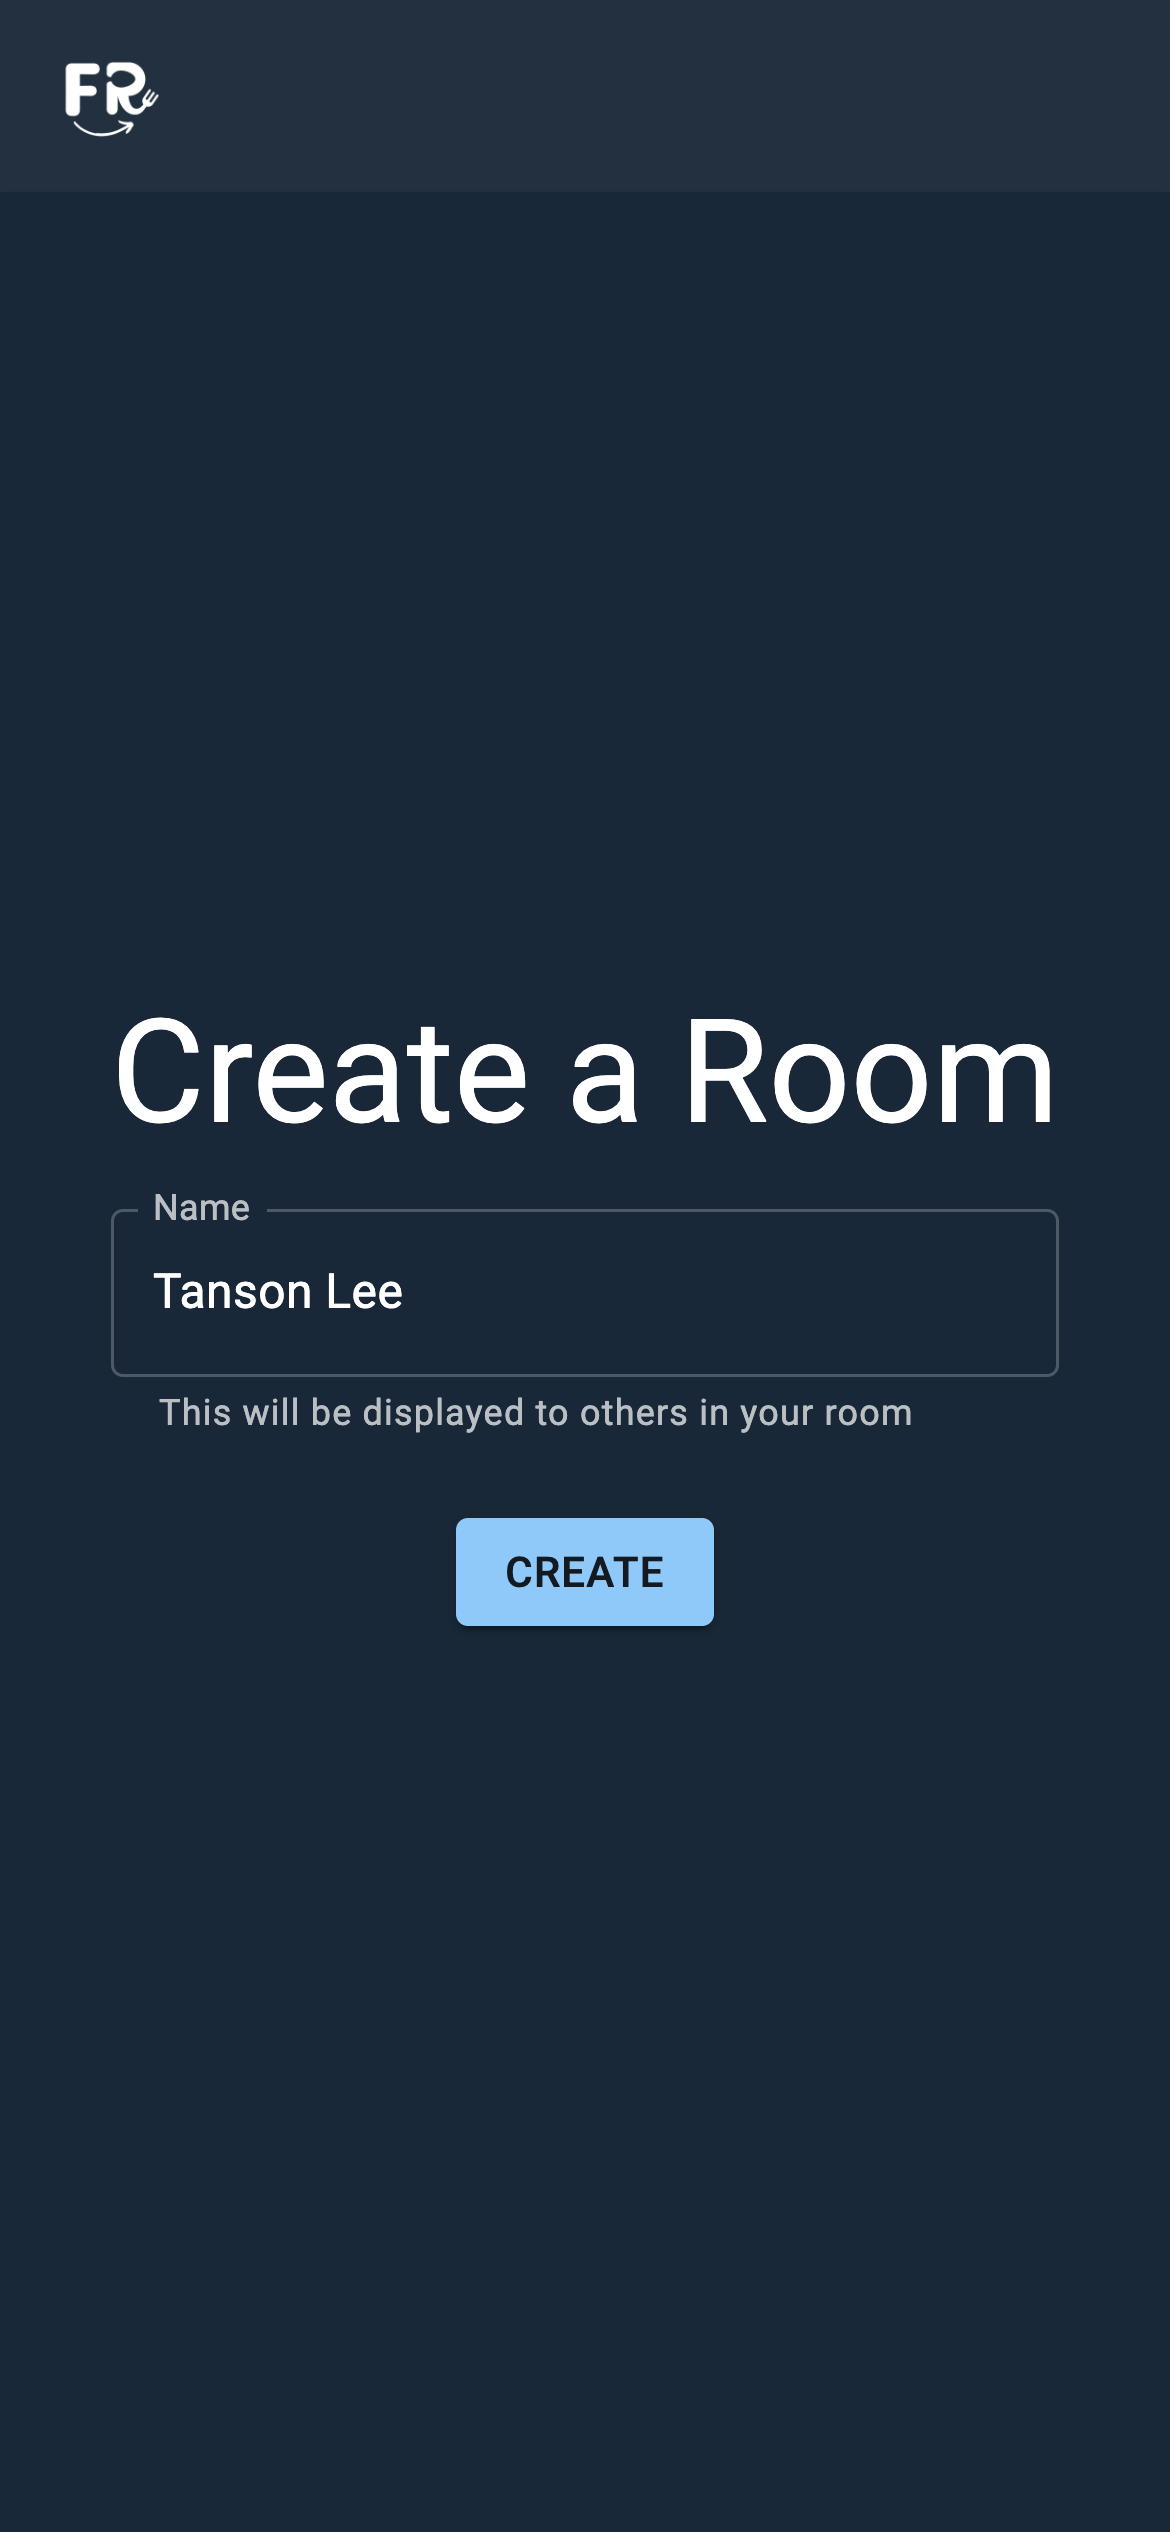 FR
Create a Room
Name
Tanson Lee
This will be displayed to others in your room
CREATE